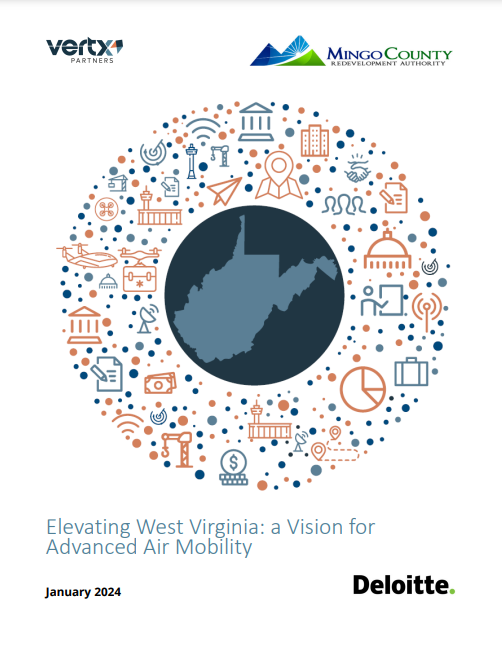 vertx
PARTNERS
MINGO COUNTY
REDEVELOPMENT AUTHORITY
$
Elevating West Virginia: a Vision for
Advanced Air Mobility
January 2024
Deloitte.